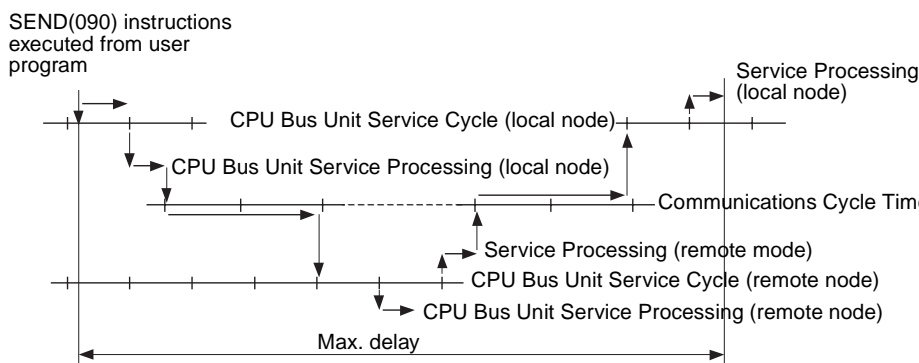 SEND(090) instructions
executed from user
program
Service Processing
(local node)
CPU Bus Unit Service Cycle (local node)
CPU Bus Unit Service Processing (local node)
Communications Cycle Time
Service Processing (remote mode)
CPU Bus Unit Service Cycle (remote node)
CPU Bus Unit Service Processing (remote node)
Max. delay